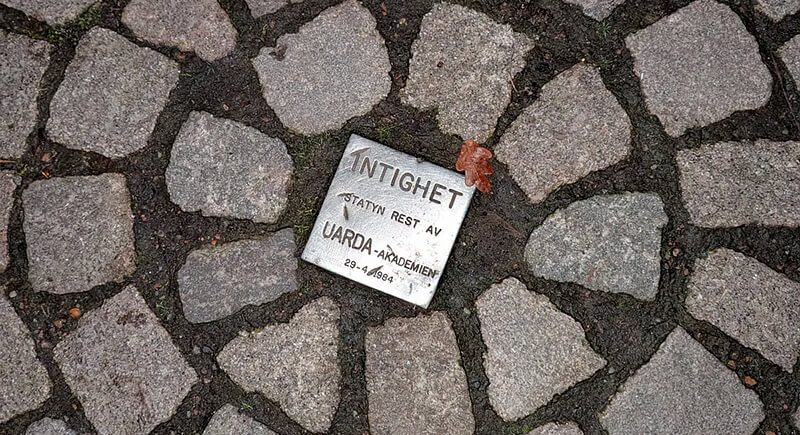 INTIGHET
STATYN REST AV
UARDA-AKADEMIEN
29-4 1984